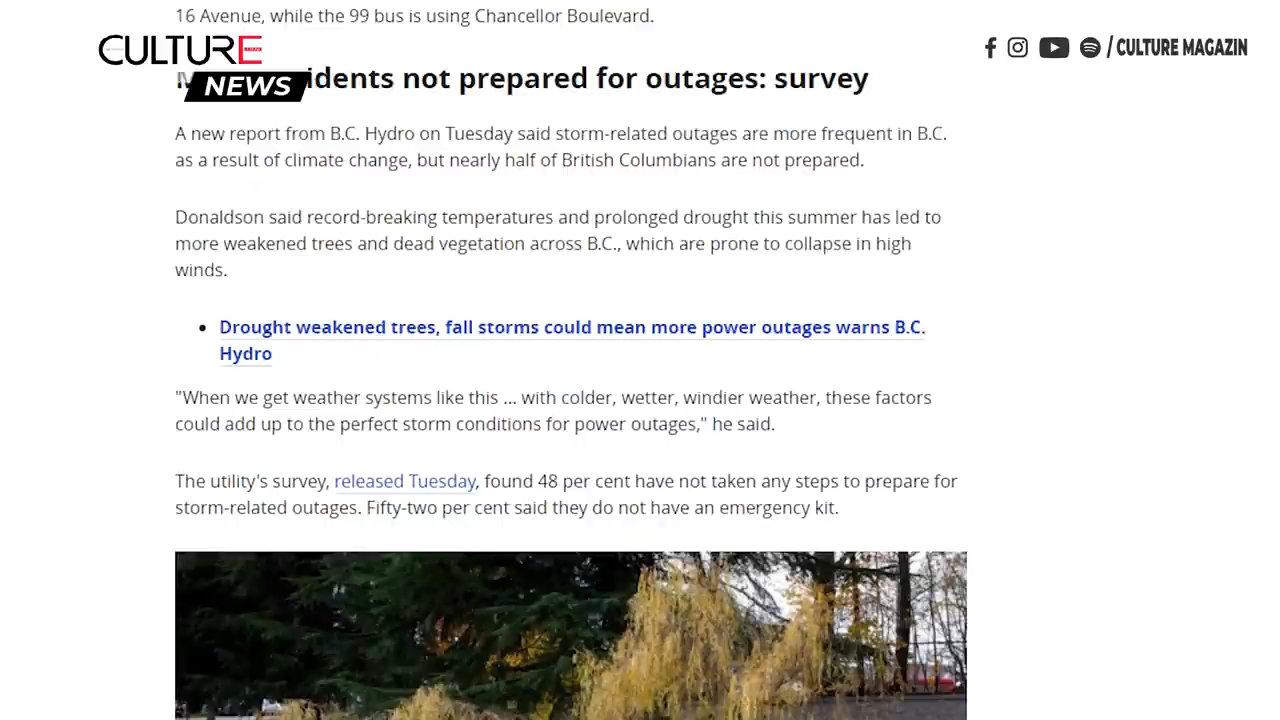 16 Avenue, while the 99 bus is using Chancellor Boulevard.
CULTURE
NEWS
/ CULTURE MAGAZIN
not prepared for outages: survey
A new report from B.C. Hydro on Tuesday said storm-related outages are more frequent in B.C.
as a result of climate change, but nearly half of British Columbians are not prepared.
Donaldson said record-breaking temperatures and prolonged drought this summer has led to
more weakened trees and dead vegetation across B.C., which are prone to collapse in high
winds.
• Drought weakened trees, fall storms could mean more power outages warns B.C.
Hydro
"When we get weather systems like this ... with colder, wetter, windier weather, these factors
could add up to the perfect storm conditions for power outages," he said.
The utility's survey, released Tuesday, found 48 per cent have not taken any steps to prepare for
storm-related outages. Fifty-two per cent said they do not have an emergency kit.